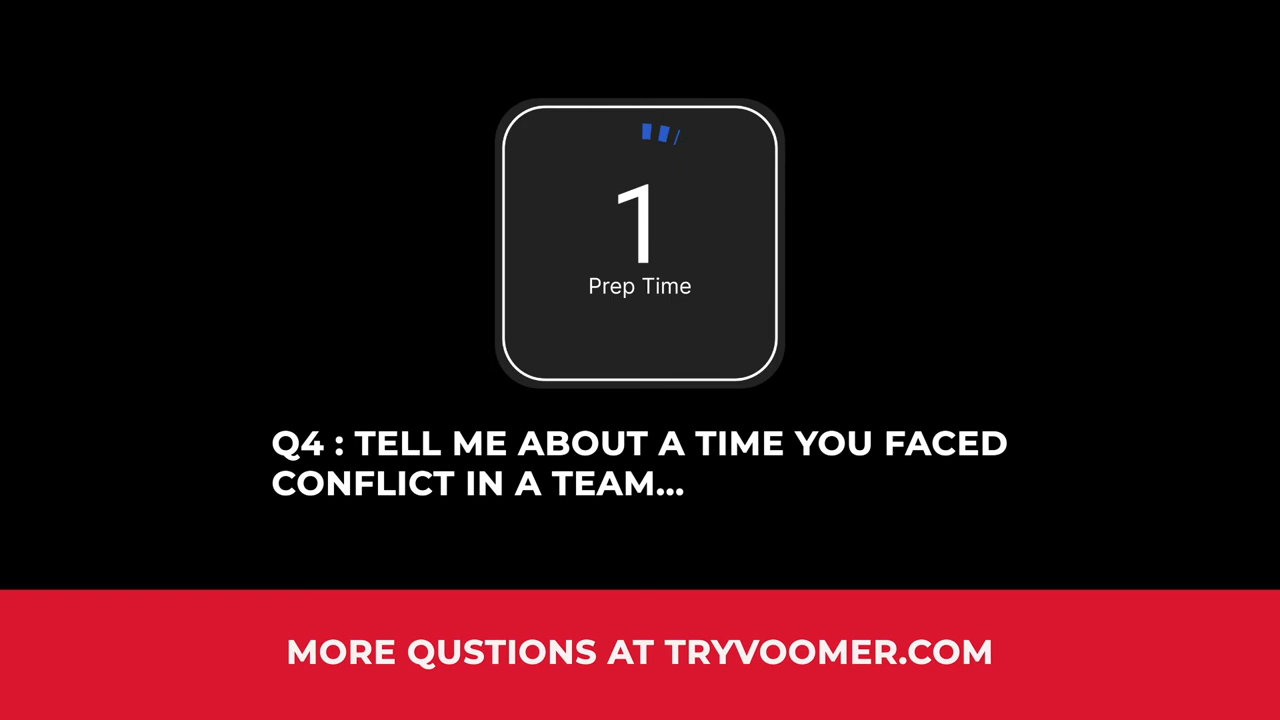 1
Prep Time
Q4 : TELL ME ABOUT A TIME YOU FACED
CONFLICT IN A TEAM...
MORE QUSTIONS AT TRYVOOMER.COM